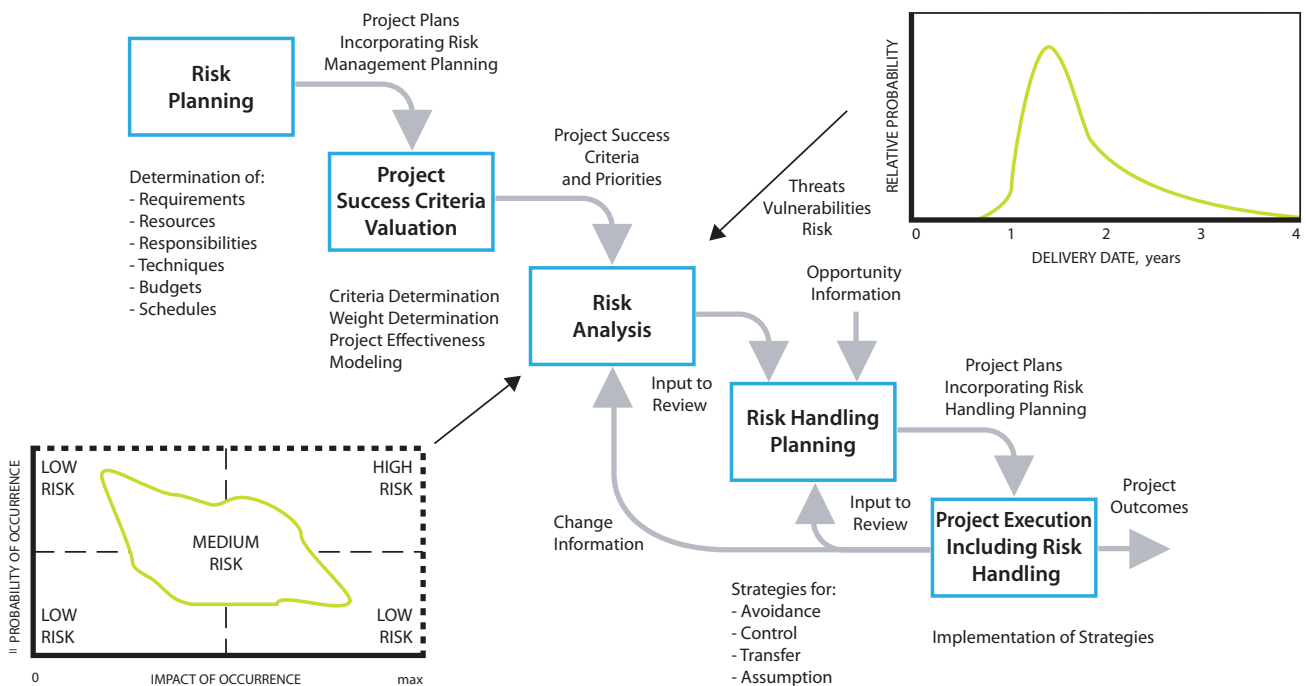 Project Plans
Incorporating Risk
Management Planning
Risk
Planning
Determination of:
- Requirements
- Resources
- Responsibilities
- Techniques
- Budgets
- Schedules
Project
Success Criteria
Valuation
Project Success
Criteria
and Priorities
Criteria Determination
Weight Determination
Project Effectiveness
Modeling
Threats
Vulnerabilities
Risk
RELATIVE PROBABILITY
0 1 2 3 4
DELIVERY DATE, years
Risk
Analysis
Opportunity
Information
Input to
Review
Risk Handling
Planning
Project Plans
Incorporating Risk
Handling Planning
Change
Information
Input to
Review
Project Execution
Including Risk
Handling
Project
Outcomes
Strategies for:
- Avoidance
- Control
- Transfer
- Assumption
Implementation of Strategies
= PROBABILITY OF OCCURRENCE
LOW
RISK
HIGH
RISK
MEDIUM
RISK
LOW
RISK
LOW
RISK
0 IMPACT OF OCCURRENCE max